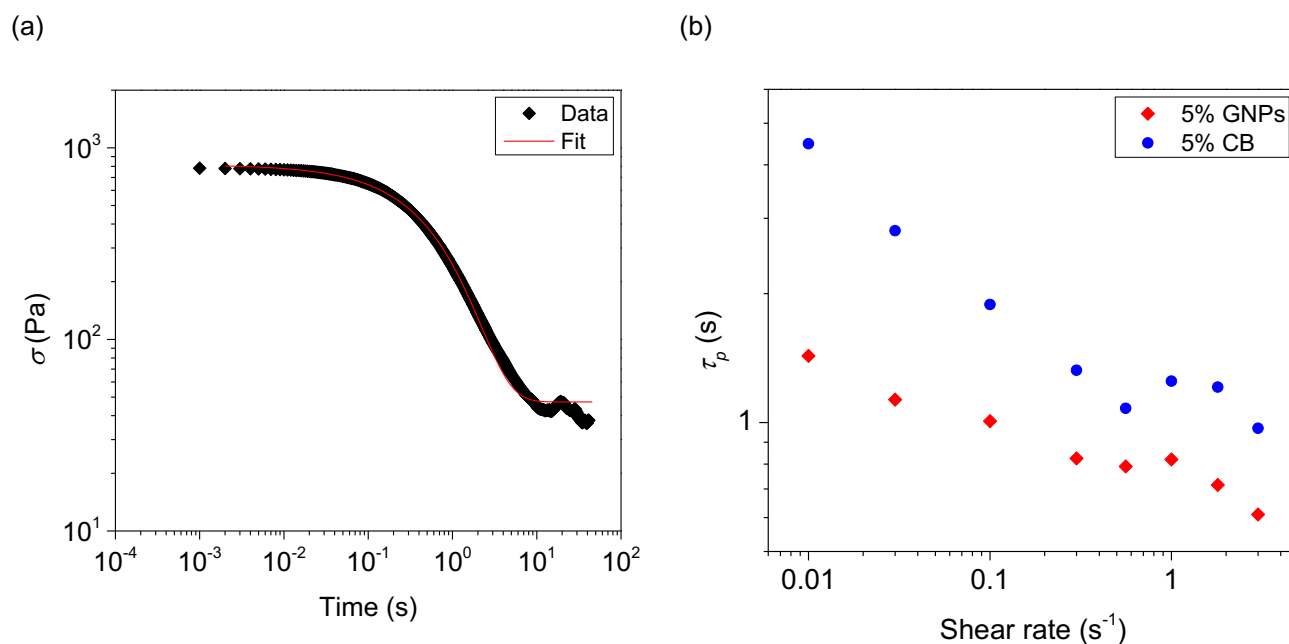 (a)
Data
Fit
10³
10²
10¹
σ (Pa)
10⁻⁴ 10⁻³ 10⁻² 10⁻¹ 10⁰ 10¹ 10²
Time (s)
(b)
5% GNPs
5% CB
1
τₚ (s)
0.01 0.1 1
Shear rate (s⁻¹)